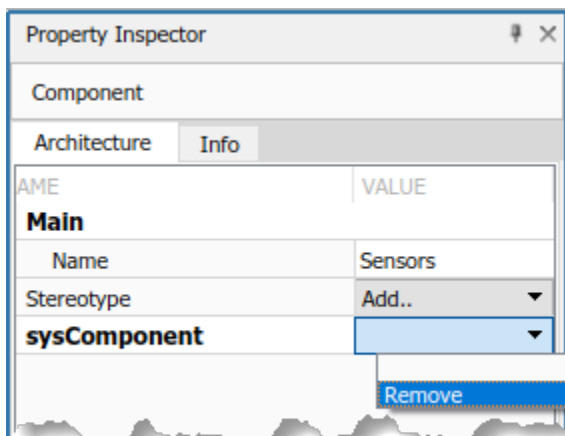 Property Inspector
Component
Architecture Info
AME VALUE
Main
Name Sensors
Stereotype Add..
sysComponent
Remove